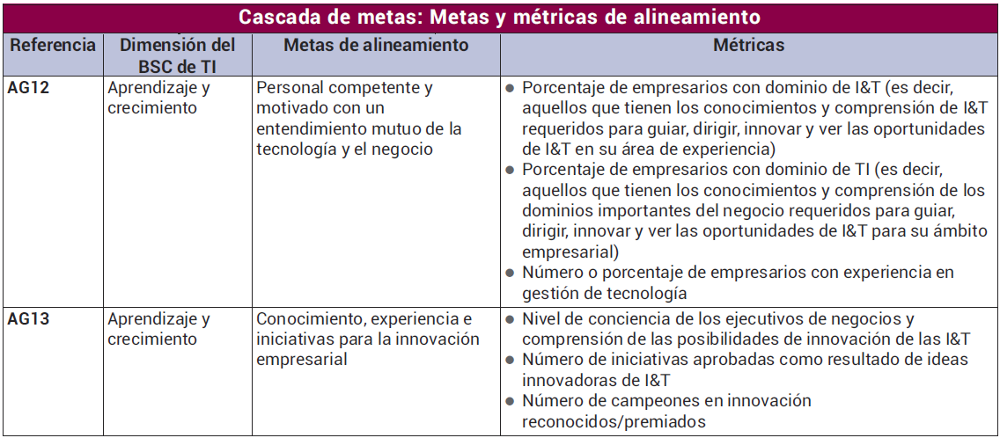 Cascada de metas: Metas y métricas de alineamiento
Referencia
Dimensión del
BSC de TI
Metas de alineamiento
Métricas
AG12
Aprendizaje y
crecimiento
Personal competente y
motivado con un
entendimiento mutuo de la
tecnología y el negocio
● Porcentaje de empresarios con dominio de I&T (es decir,
aquellos que tienen los conocimientos y comprensión de I&T
requeridos para guiar, dirigir, innovar y ver las oportunidades
de I&T en su área de experiencia)
● Porcentaje de empresarios con dominio de TI (es decir,
aquellos que tienen los conocimientos y comprensión de los
dominios importantes del negocio requeridos para guiar,
dirigir, innovar y ver las oportunidades de I&T para su ámbito
empresarial)
● Número o porcentaje de empresarios con experiencia en
gestión de tecnología
AG13
Aprendizaje y
crecimiento
Conocimiento, experiencia e
iniciativas para la innovación
empresarial
● Nivel de conciencia de los ejecutivos de negocios y
comprensión de las posibilidades de innovación de las I&T
● Número de iniciativas aprobadas como resultado de ideas
innovadoras de I&T
● Número de campeones en innovación
reconocidos/premiados